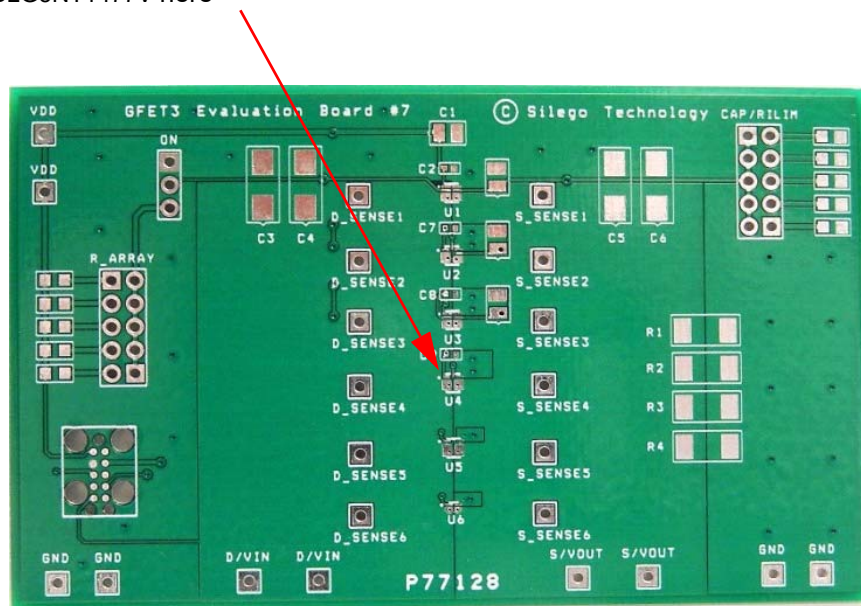 VDD GFET3 Evaluation Board #7 C1 © Silego Technology CAP/RILIM
ON
VDD
C2
D_SENSE1 U1 S_SENSE1
C3 C4 C7 C5 C6
R_ARRAY
D_SENSE2 U2 S_SENSE2
C8
D_SENSE3 U3 S_SENSE3
R1
R2
D_SENSE4 U4 S_SENSE4
R3
R4
D_SENSE5 U5 S_SENSE5
D_SENSE6 U6 S_SENSE6
GND GND D/VIN D/VIN S/VOUT S/VOUT GND GND
P77128